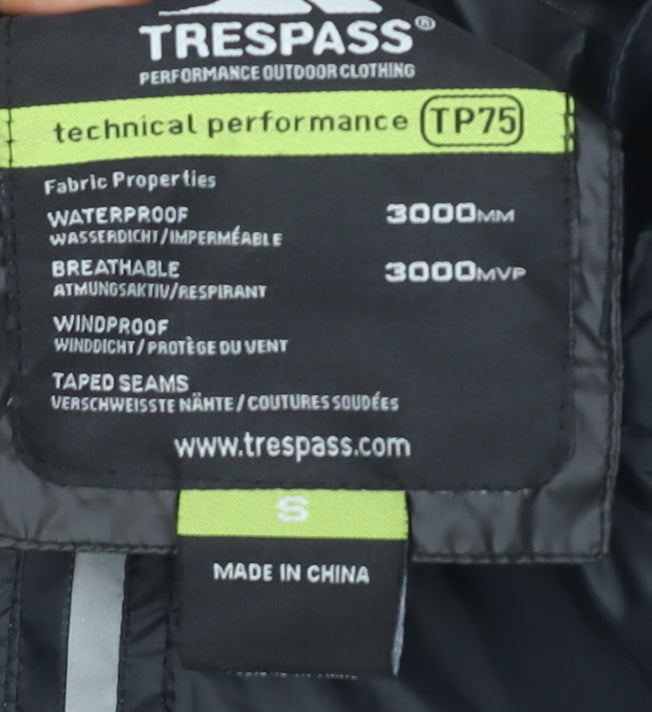 TRESPASS®
PERFORMANCE OUTDOOR CLOTHING
technical performance TP75
Fabric Properties
WATERPROOF 3000MM
WASSERDICHT/IMPERMÉABLE
BREATHABLE 3000MVP
ATMUNGSAKTIV/RESPIRANT
WINDPROOF
WINDDICHT/PROTÈGE DU VENT
TAPED SEAMS
VERSCHWEISSTE NÄHTE/COUTURES SOUDÉES
www.trespass.com
S
MADE IN CHINA